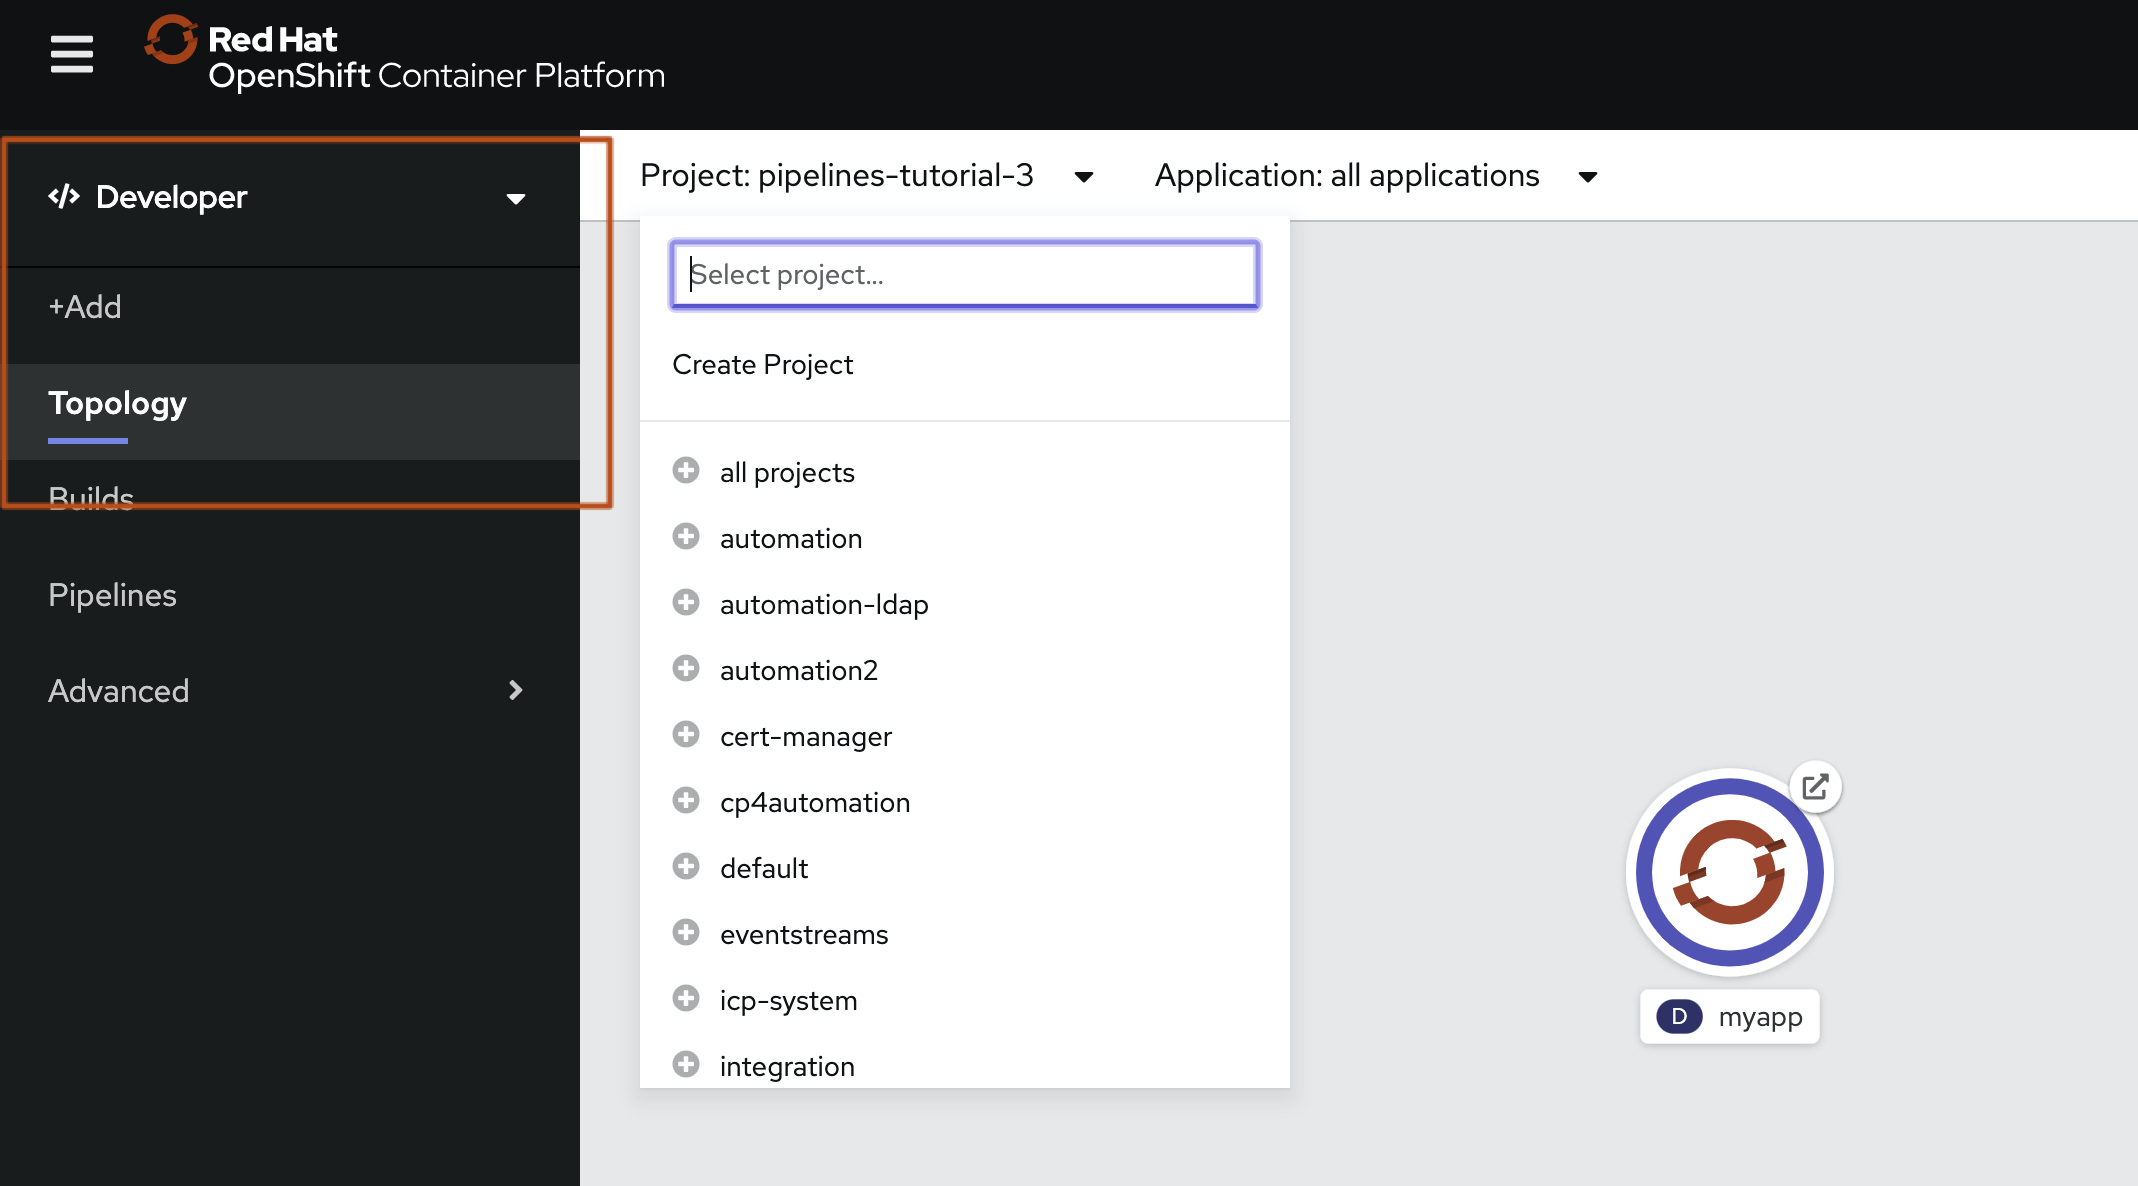 Red Hat
OpenShift Container Platform
Developer
Project: pipelines-tutorial-3
Application: all applications
+Add
Topology
Builds
Pipelines
Advanced
Select project...
Create Project
all projects
automation
automation-ldap
automation2
cert-manager
cp4automation
default
eventstreams
icp-system
integration
D myapp